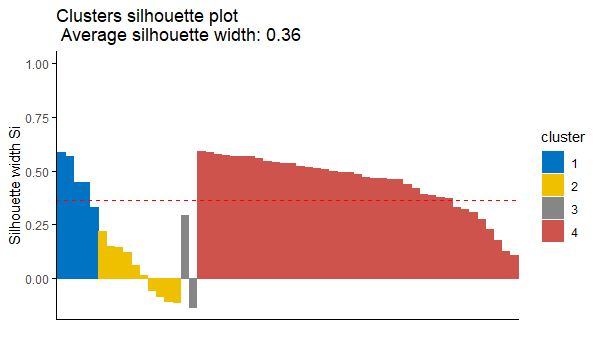 Clusters silhouette plot
Average silhouette width: 0.36
1.00
0.75
0.50
0.25
0.00
Silhouette width Si
cluster
1
2
3
4